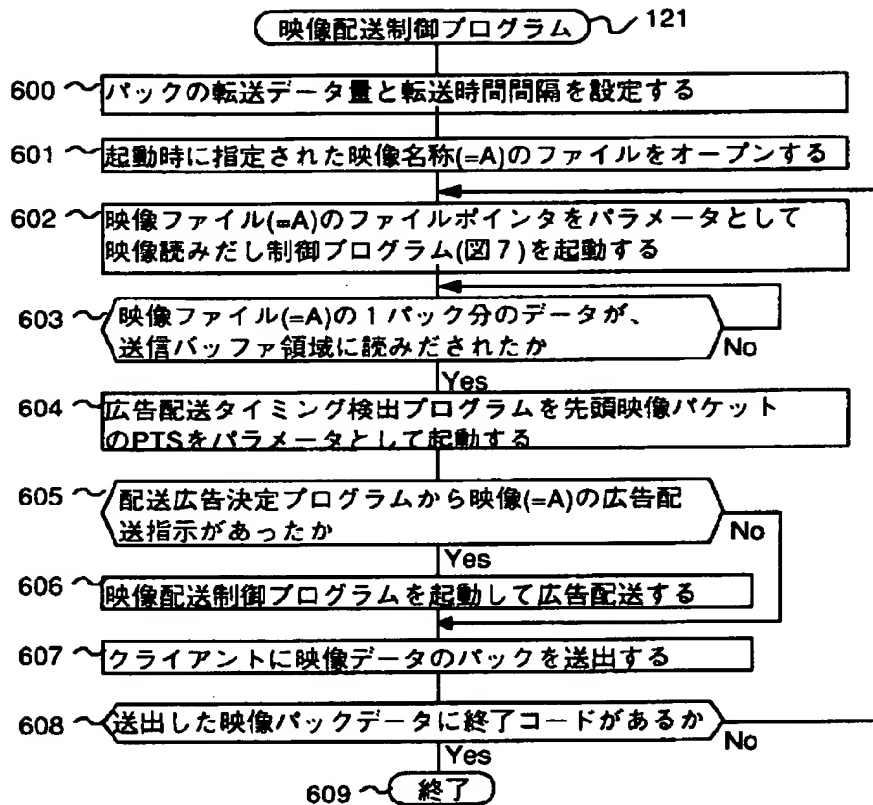 映像配送制御プログラム
121
600
パックの転送データ量と転送時間間隔を設定する
601
起動時に指定された映像名称(=A)のファイルをオープンする
602
映像ファイル(=A)のファイルポインタをパラメータとして
映像読みだし制御プログラム(図7)を起動する
603
映像ファイル(=A)の1パック分のデータが、
送信バッファ領域に読みだされたか
No
Yes
604
広告配送タイミング検出プログラムを先頭映像パケット
のPTSをパラメータとして起動する
605
配送広告決定プログラムから映像(=A)の広告配
送指示があったか
No
Yes
606
映像配送制御プログラムを起動して広告配送する
607
クライアントに映像データのパックを送出する
608
送出した映像パックデータに終了コードがあるか
No
Yes
609
終了